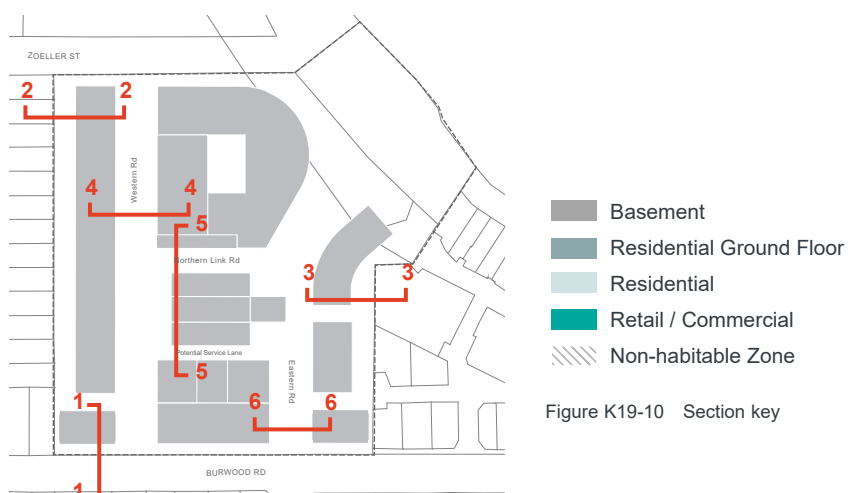 ZOELLER ST
2 2
Western Rd
4 4
5
Northern Link Rd
3 3
Potential Service Lane
5
Eastern Rd
1
6 6
BURWOOD RD
1
Basement
Residential Ground Floor
Residential
Retail / Commercial
Non-habitable Zone
Figure K19-10 Section key